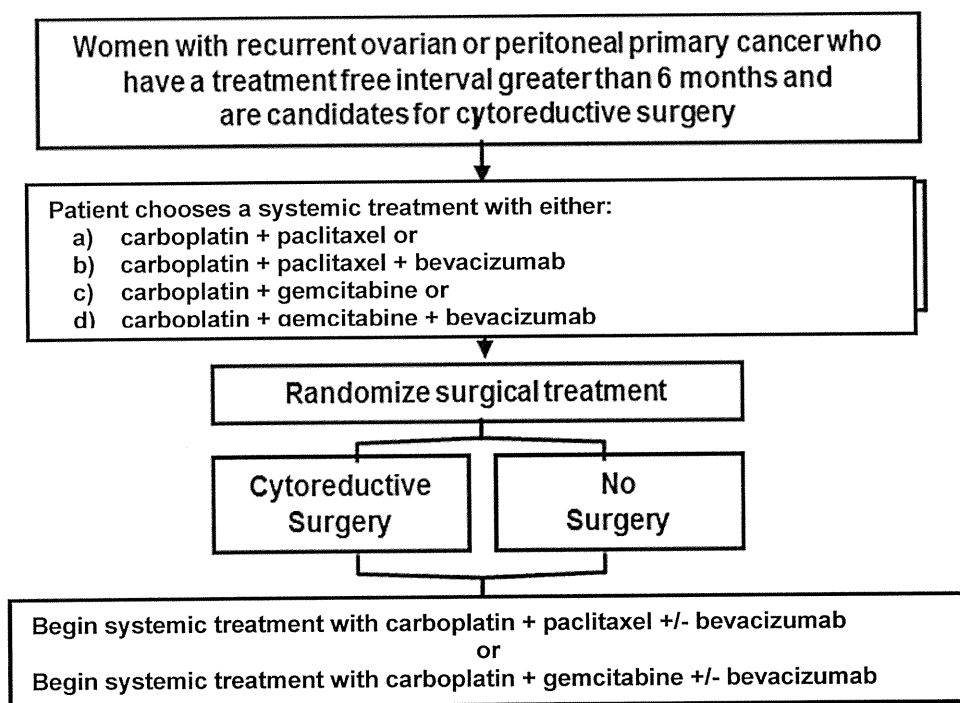 Women with recurrent ovarian or peritoneal primary cancer who
have a treatment free interval greater than 6 months and
are candidates for cytoreductive surgery
Patient chooses a systemic treatment with either:
a) carboplatin + paclitaxel or
b) carboplatin + paclitaxel + bevacizumab
c) carboplatin + gemcitabine or
d) carboplatin + gemcitabine + bevacizumab
Randomize surgical treatment
Cytoreductive
Surgery
No
Surgery
Begin systemic treatment with carboplatin + paclitaxel +/- bevacizumab
or
Begin systemic treatment with carboplatin + gemcitabine +/- bevacizumab